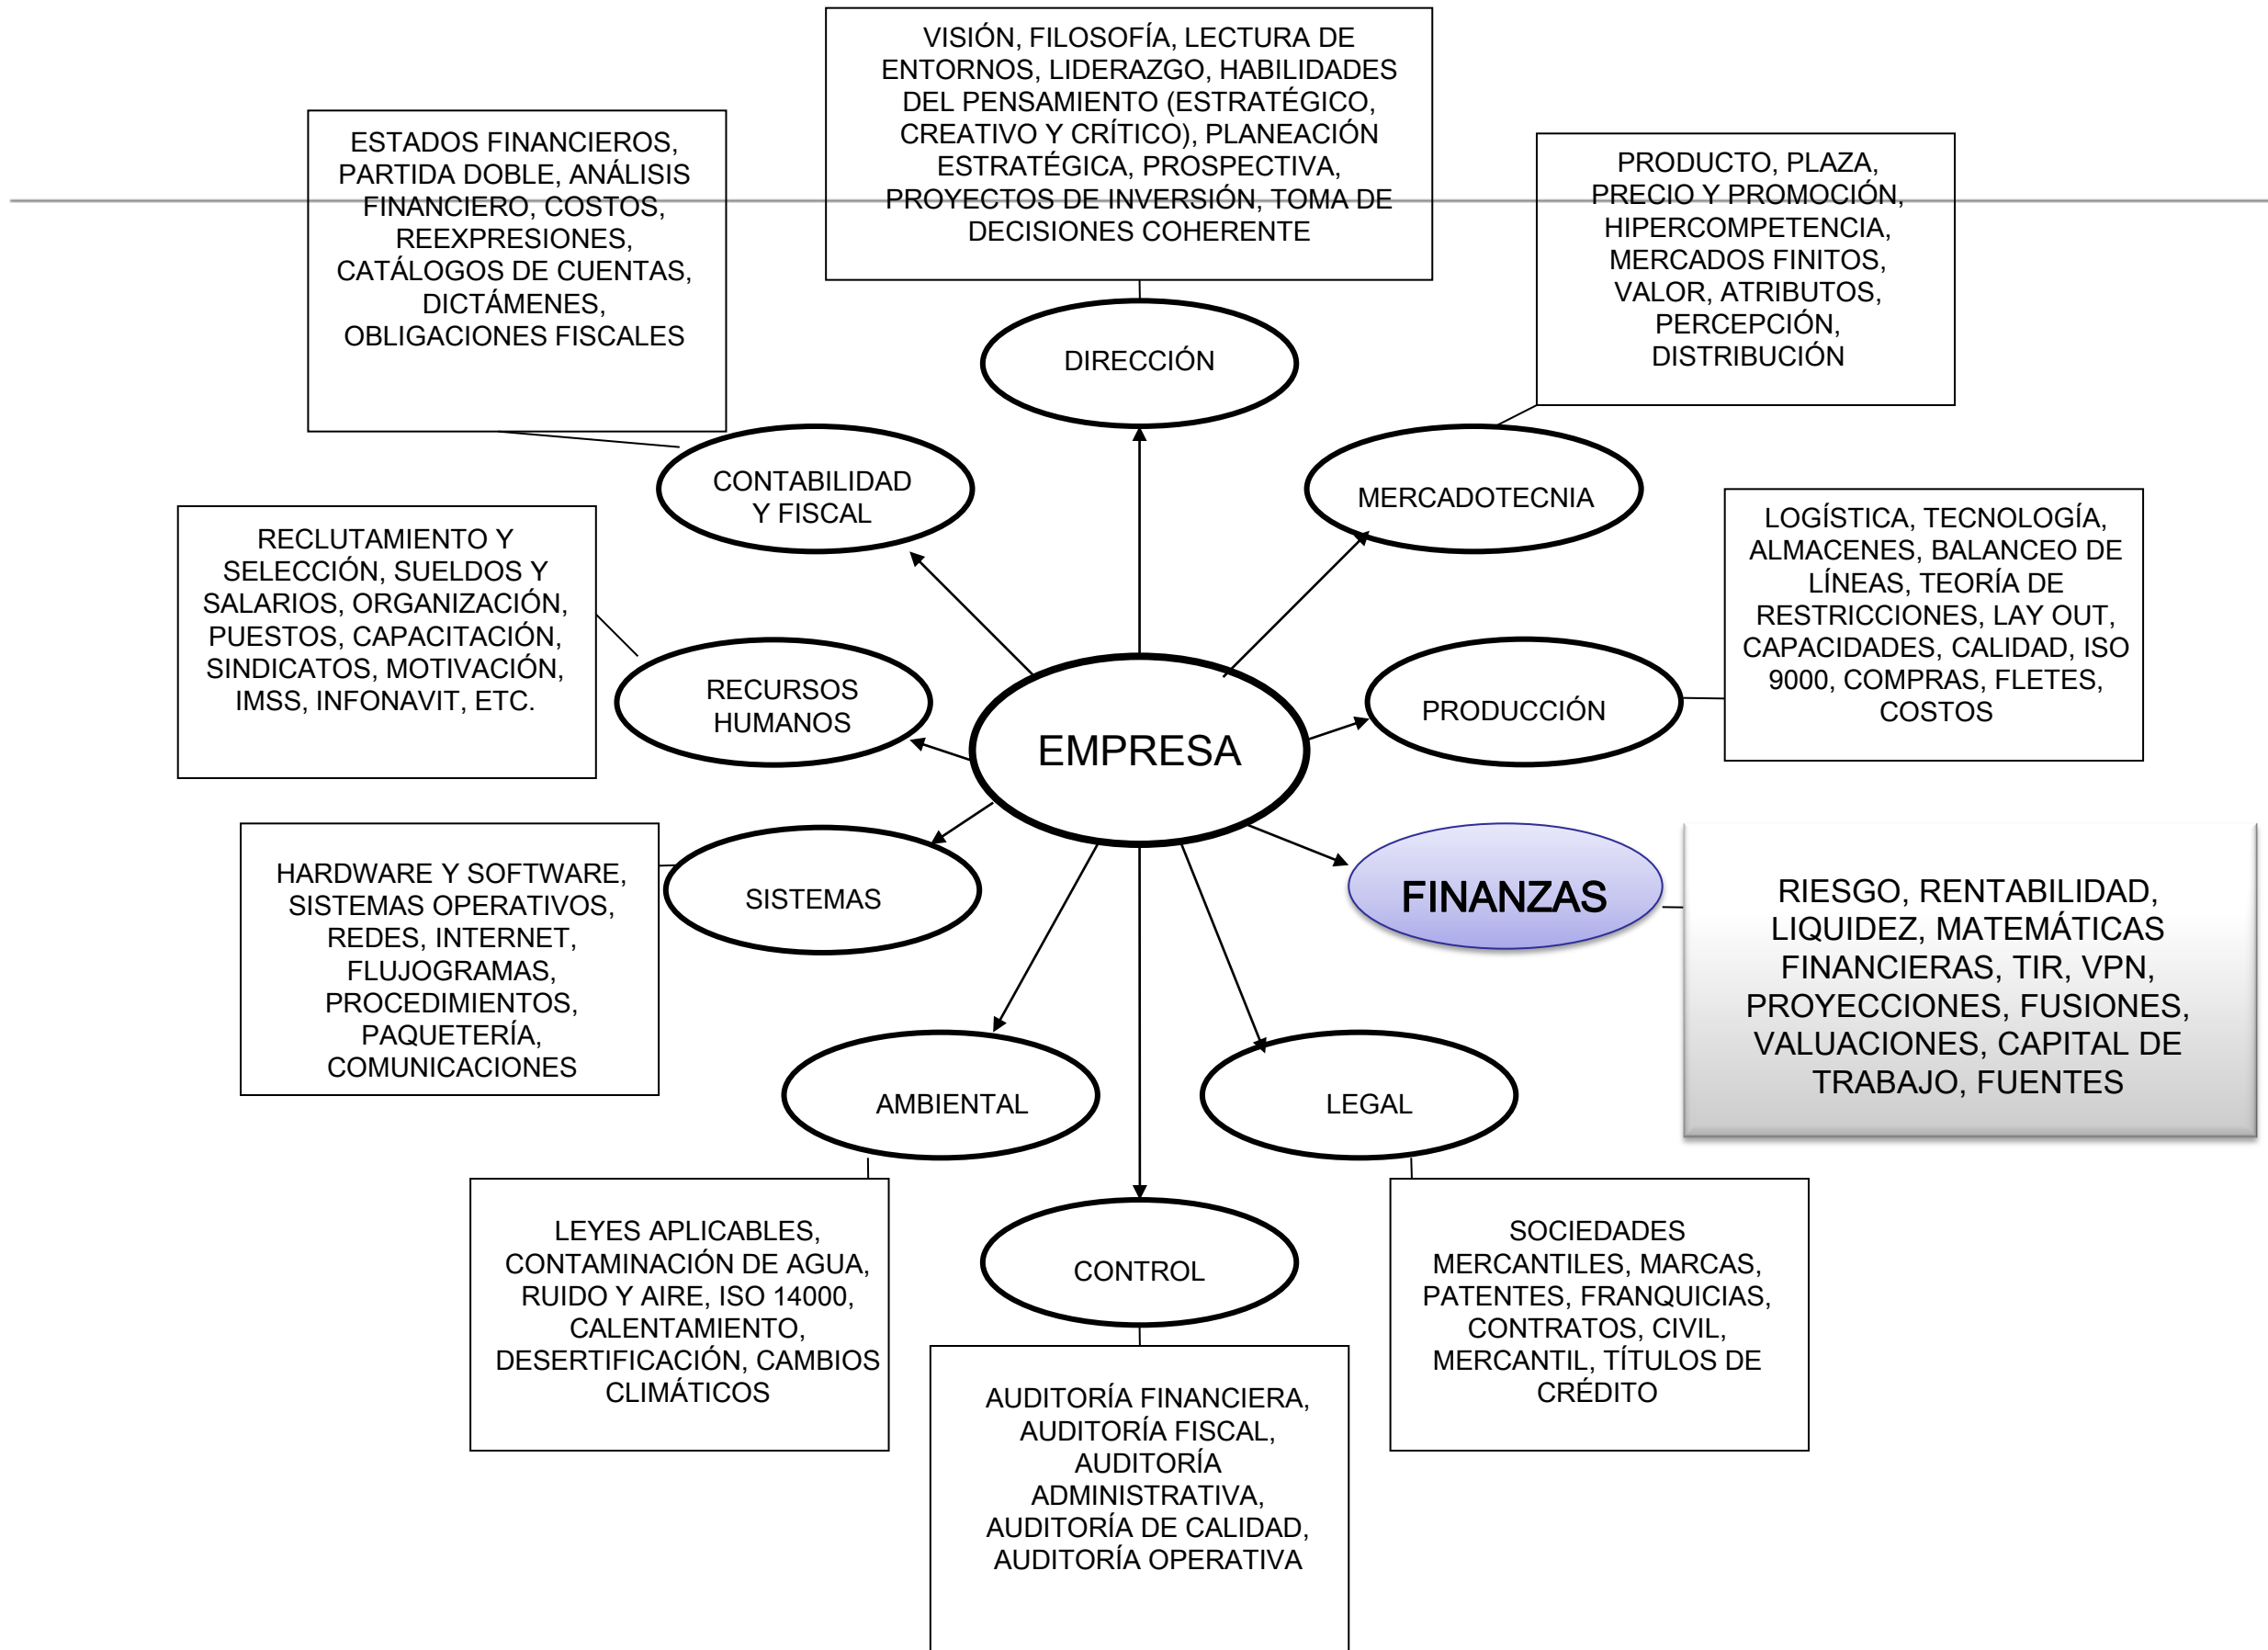 VISIÓN, FILOSOFÍA, LECTURA DE
ENTORNOS, LIDERAZGO, HABILIDADES
DEL PENSAMIENTO (ESTRATÉGICO,
CREATIVO Y CRÍTICO), PLANEACIÓN
ESTRATÉGICA, PROSPECTIVA,
PROYECTOS DE INVERSIÓN, TOMA DE
DECISIONES COHERENTE
ESTADOS FINANCIEROS,
PARTIDA DOBLE, ANÁLISIS
FINANCIERO, COSTOS,
REEXPRESIONES,
CATÁLOGOS DE CUENTAS,
DICTÁMENES,
OBLIGACIONES FISCALES
PRODUCTO, PLAZA,
PRECIO Y PROMOCIÓN,
HIPERCOMPETENCIA,
MERCADOS FINITOS,
VALOR, ATRIBUTOS,
PERCEPCIÓN,
DISTRIBUCIÓN
DIRECCIÓN
CONTABILIDAD
Y FISCAL
MERCADOTECNIA
RECLUTAMIENTO Y
SELECCIÓN, SUELDOS Y
SALARIOS, ORGANIZACIÓN,
PUESTOS, CAPACITACIÓN,
SINDICATOS, MOTIVACIÓN,
IMSS, INFONAVIT, ETC.
LOGÍSTICA, TECNOLOGÍA,
ALMACENES, BALANCEO DE
LÍNEAS, TEORÍA DE
RESTRICCIONES, LAY OUT,
CAPACIDADES, CALIDAD, ISO
9000, COMPRAS, FLETES,
COSTOS
RECURSOS
HUMANOS
PRODUCCIÓN
EMPRESA
HARDWARE Y SOFTWARE,
SISTEMAS OPERATIVOS,
REDES, INTERNET,
FLUJOGRAMAS,
PROCEDIMIENTOS,
PAQUETERÍA,
COMUNICACIONES
SISTEMAS
FINANZAS
RIESGO, RENTABILIDAD,
LIQUIDEZ, MATEMÁTICAS
FINANCIERAS, TIR, VPN,
PROYECCIONES, FUSIONES,
VALUACIONES, CAPITAL DE
TRABAJO, FUENTES
AMBIENTAL
LEGAL
LEYES APLICABLES,
CONTAMINACIÓN DE AGUA,
RUIDO Y AIRE, ISO 14000,
CALENTAMIENTO,
DESERTIFICACIÓN, CAMBIOS
CLIMÁTICOS
CONTROL
SOCIEDADES
MERCANTILES, MARCAS,
PATENTES, FRANQUICIAS,
CONTRATOS, CIVIL,
MERCANTIL, TÍTULOS DE
CRÉDITO
AUDITORÍA FINANCIERA,
AUDITORÍA FISCAL,
AUDITORÍA
ADMINISTRATIVA,
AUDITORÍA DE CALIDAD,
AUDITORÍA OPERATIVA